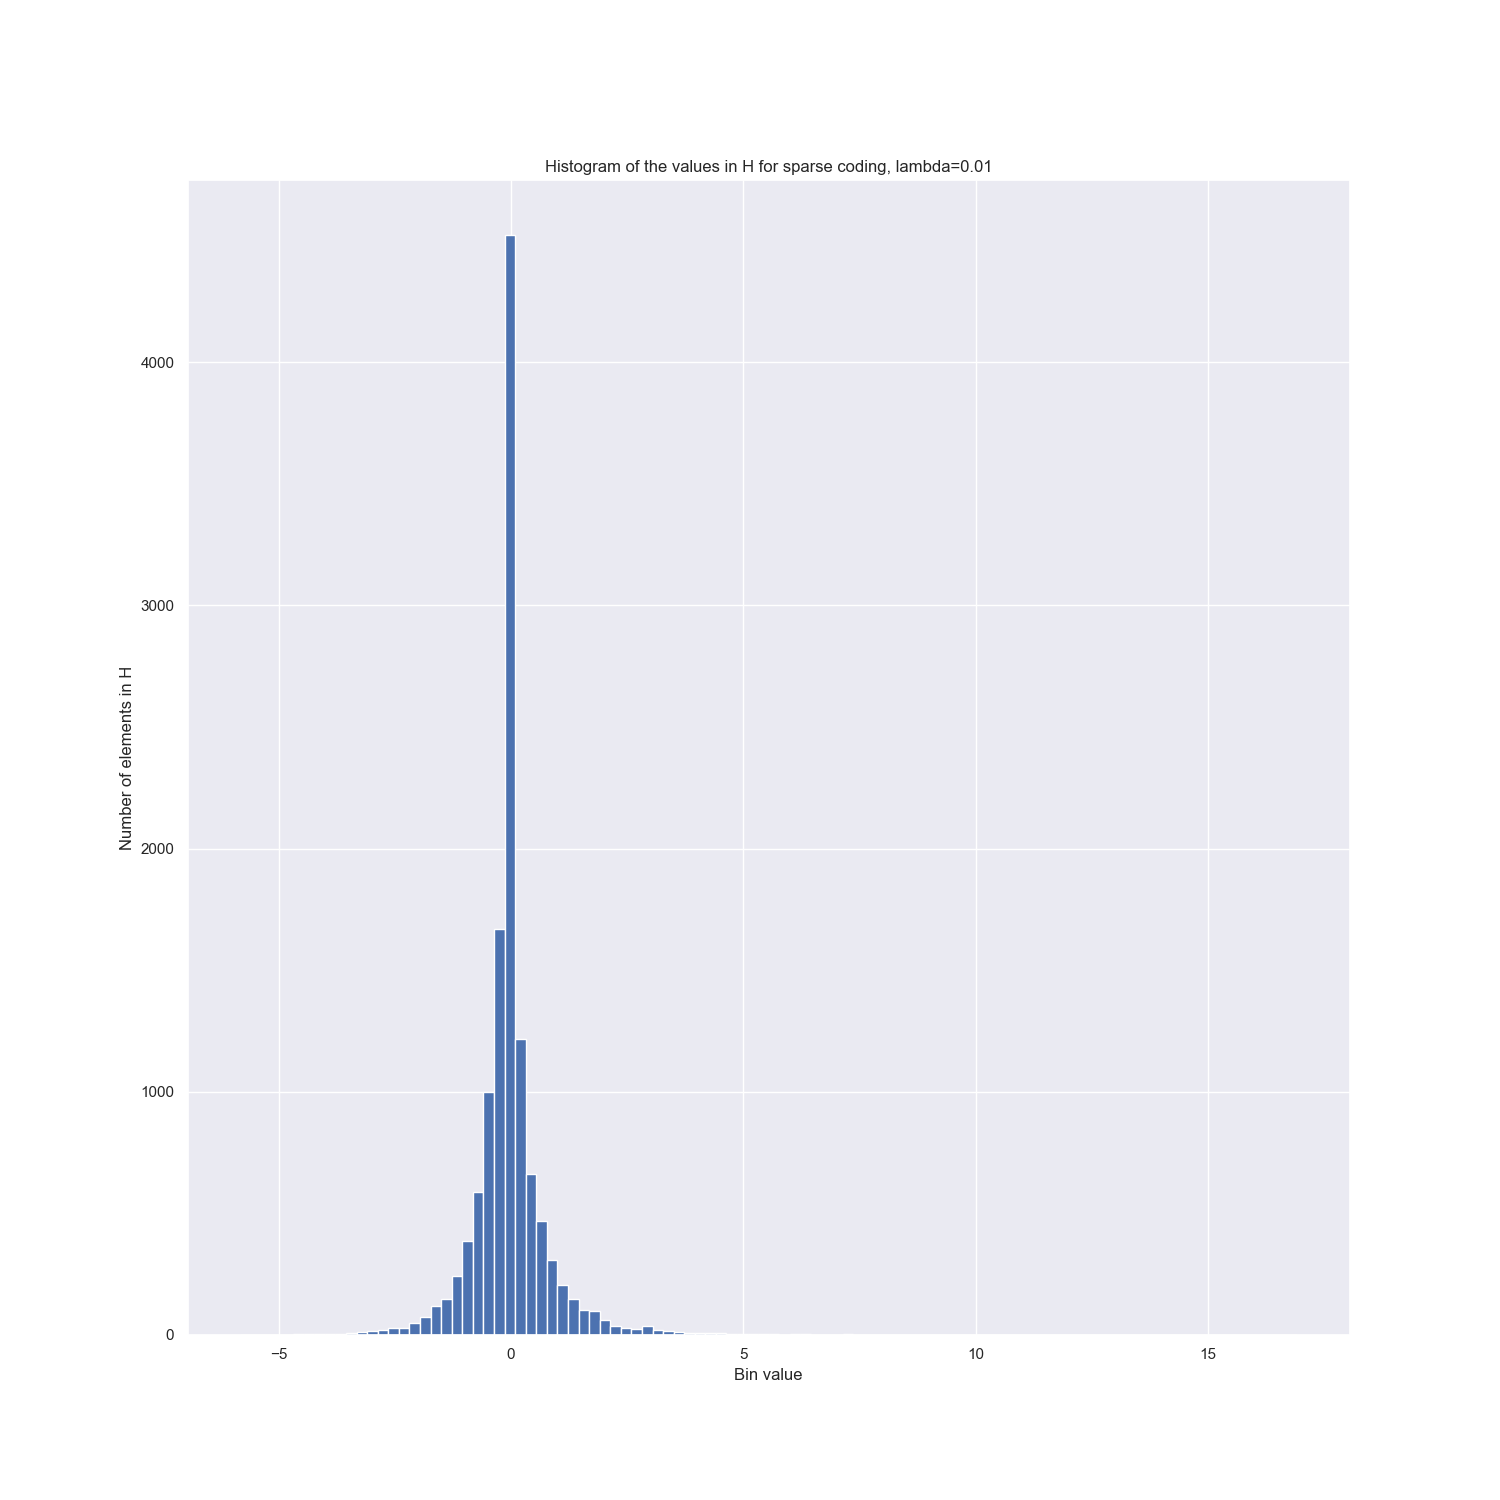 Histogram of the values in H for sparse coding, lambda=0.01
Number of elements in H
4000
3000
2000
1000
0
−5 0 5 10 15
Bin value